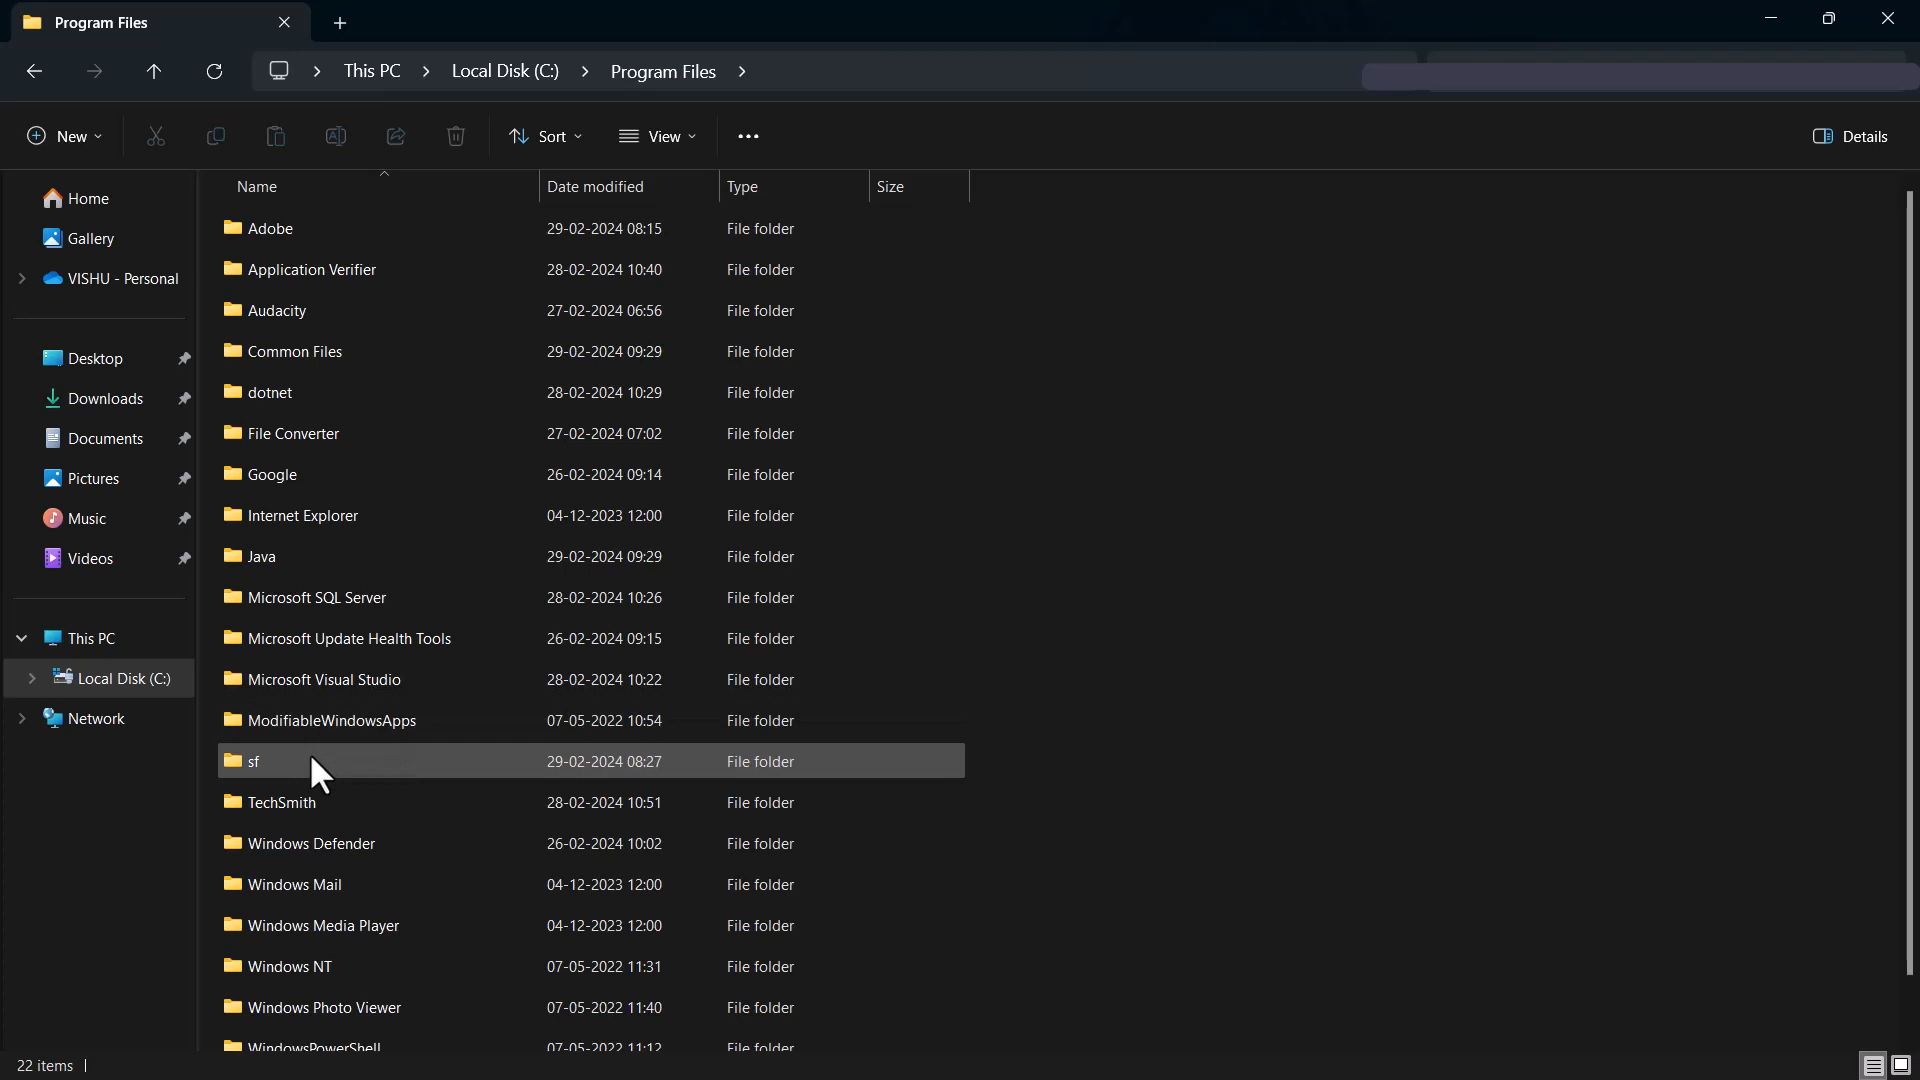 Program Files
This PC > Local Disk (C:) > Program Files >
New Sort View ••• Details
Name Date modified Type Size
Home
Gallery
VISHU - Personal
Desktop
Downloads
Documents
Pictures
Music
Videos
This PC
Local Disk (C:)
Network
Adobe 29-02-2024 08:15 File folder
Application Verifier 28-02-2024 10:40 File folder
Audacity 27-02-2024 06:56 File folder
Common Files 29-02-2024 09:29 File folder
dotnet 28-02-2024 10:29 File folder
File Converter 27-02-2024 07:02 File folder
Google 26-02-2024 09:14 File folder
Internet Explorer 04-12-2023 12:00 File folder
Java 29-02-2024 09:29 File folder
Microsoft SQL Server 28-02-2024 10:26 File folder
Microsoft Update Health Tools 26-02-2024 09:15 File folder
Microsoft Visual Studio 28-02-2024 10:22 File folder
ModifiableWindowsApps 07-05-2022 10:54 File folder
sf 29-02-2024 08:27 File folder
TechSmith 28-02-2024 10:51 File folder
Windows Defender 26-02-2024 10:02 File folder
Windows Mail 04-12-2023 12:00 File folder
Windows Media Player 04-12-2023 12:00 File folder
Windows NT 07-05-2022 11:31 File folder
Windows Photo Viewer 07-05-2022 11:40 File folder
WindowsPowerShell 07-05-2022 11:12 File folder
22 items